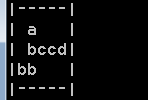 |-----|
| a   |
| bccd|
|bb   |
|-----|